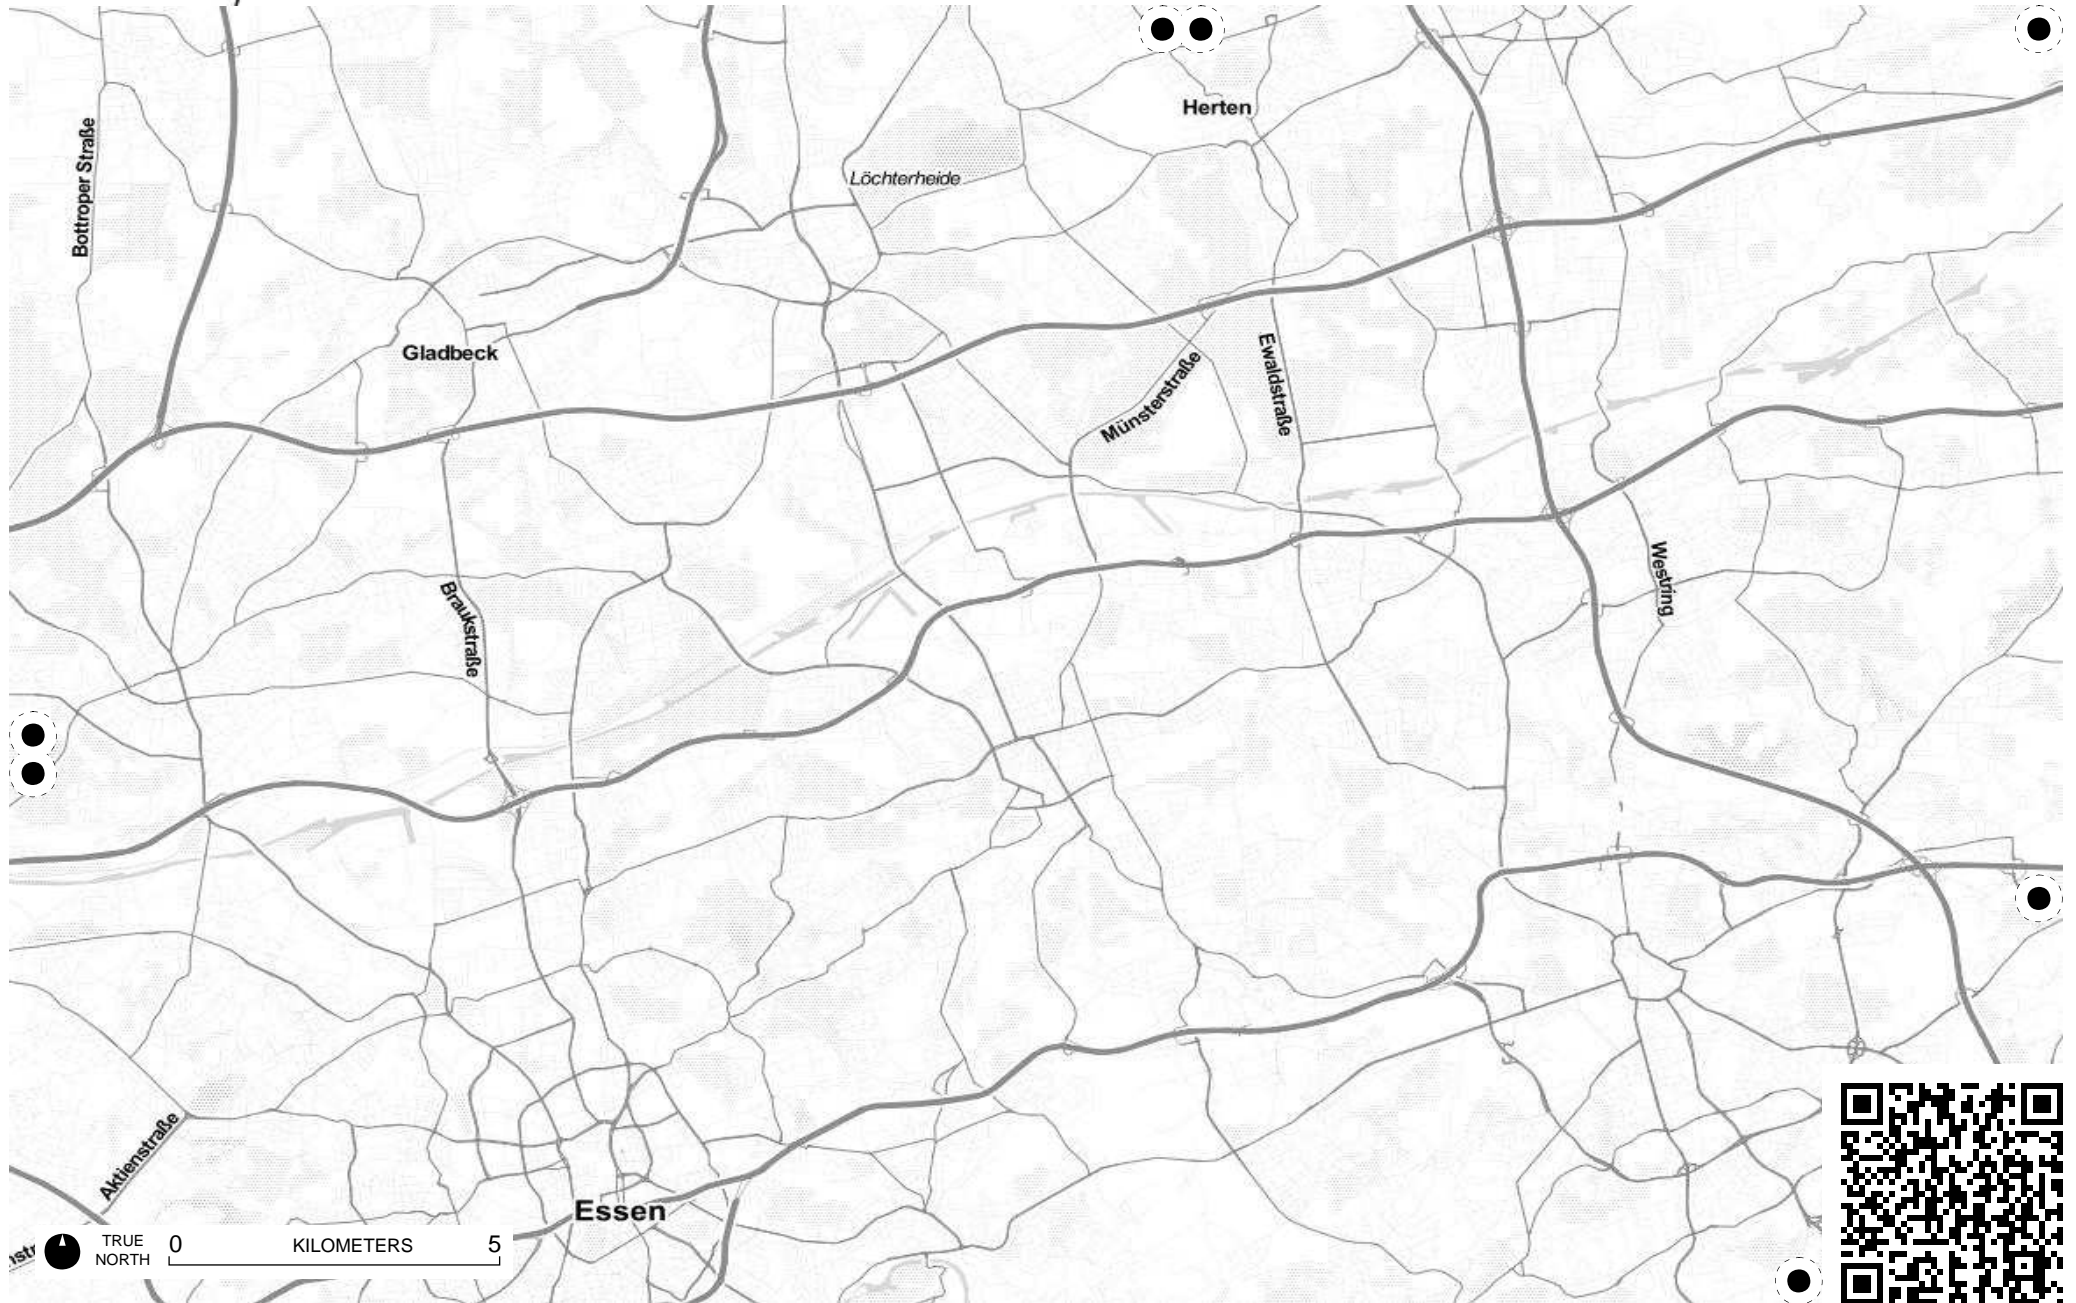 Herten
Bottroper Straße
Löchterheide
Gladbeck
Ewaldstraße
Münsterstraße
Westring
Braukstraße
Aktienstraße
Essen
TRUE
NORTH
0 KILOMETERS 5